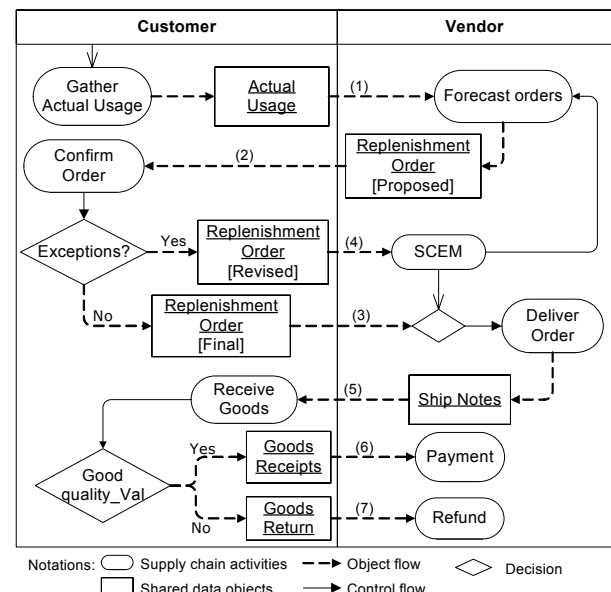 Customer
Vendor
Gather
Actual Usage
Actual
Usage
(1)
Forecast orders
Confirm
Order
(2)
Replenishment
Order
[Proposed]
Exceptions?
Yes
Replenishment
Order
[Revised]
(4)
SCEM
No
Replenishment
Order
[Final]
(3)
Deliver
Order
Receive
Goods
(5)
Ship Notes
Good
quality_Val
Yes
Goods
Receipts
(6)
Payment
No
Goods
Return
(7)
Refund
Notations: Supply chain activities Object flow Decision
Shared data objects Control flow